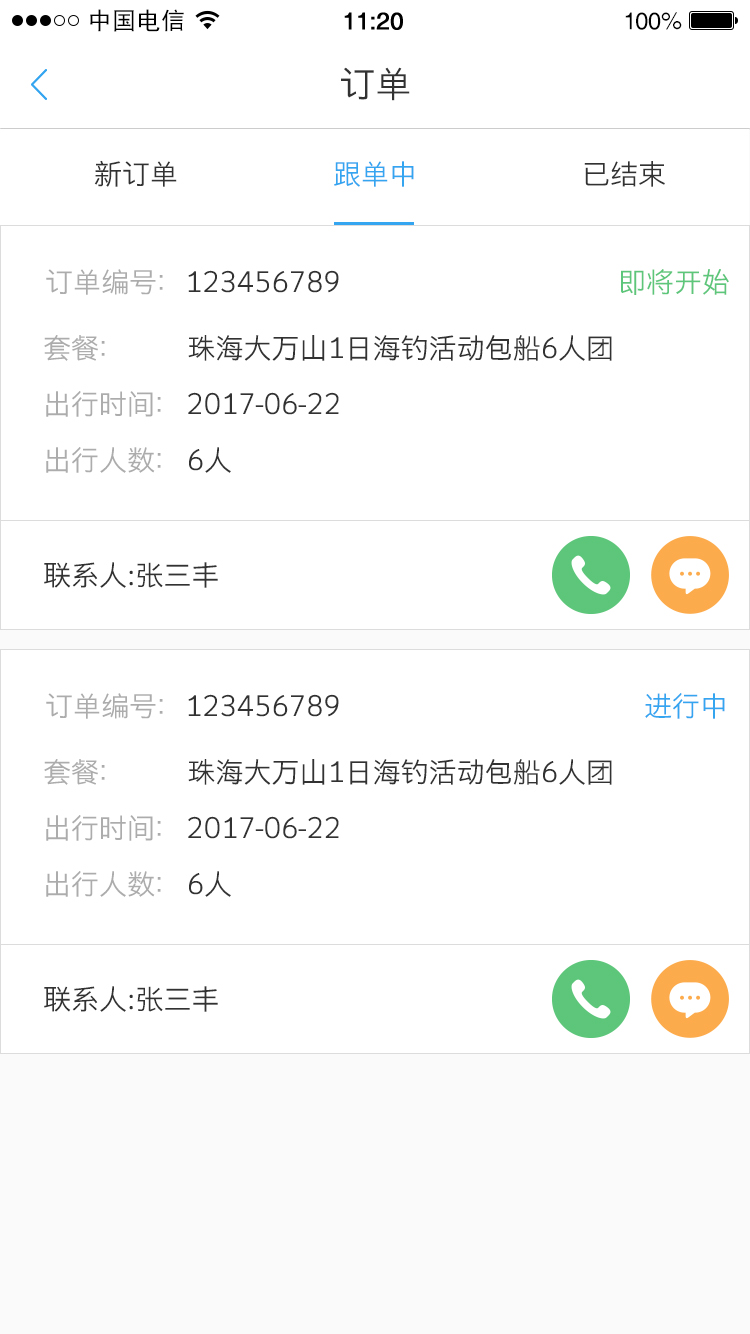 中国电信 11:20 100%
订单
新订单 跟单中 已结束
订单编号: 123456789 即将开始
套餐: 珠海大万山1日海钓活动包船6人团
出行时间: 2017-06-22
出行人数: 6人
联系人:张三丰
订单编号: 123456789 进行中
套餐: 珠海大万山1日海钓活动包船6人团
出行时间: 2017-06-22
出行人数: 6人
联系人:张三丰